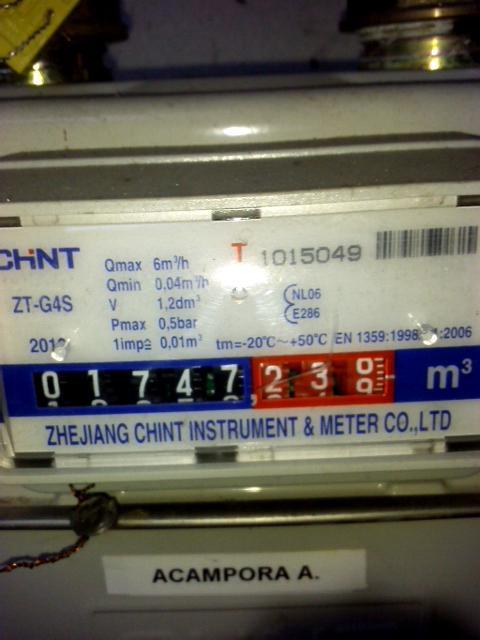 CHINT
T 1015049
Qmax 6m³/h
Qmin 0,04m³/h
ZT-G4S
V 1,2dm³
Pmax 0,5bar
1imp≙ 0,01m³
NL06
E286
tm=-20°C~+50°C EN 1359:1998
:2006
01747,23
m³
ZHEJIANG CHINT INSTRUMENT & METER CO.,LTD
ACAMPORA A.